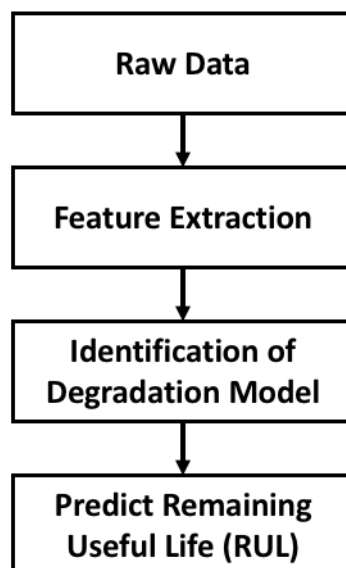 Raw Data
Feature Extraction
Identification of
Degradation Model
Predict Remaining
Useful Life (RUL)